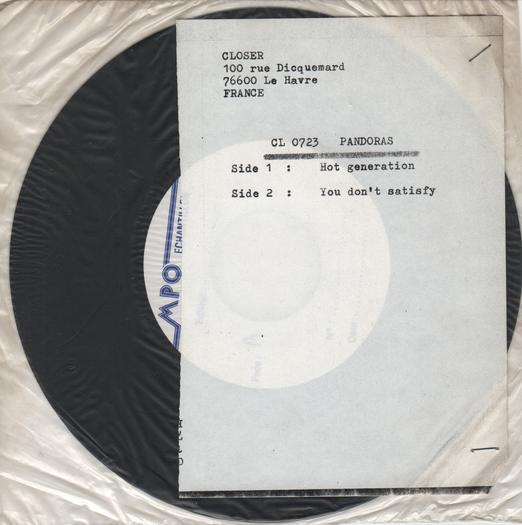 CLOSER
100 rue Dicquemard
76600 Le Havre
FRANCE
CL 0723 PANDORAS
Side 1 : Hot generation
Side 2 : You don't satisfy
MPO
ECHANTILLON